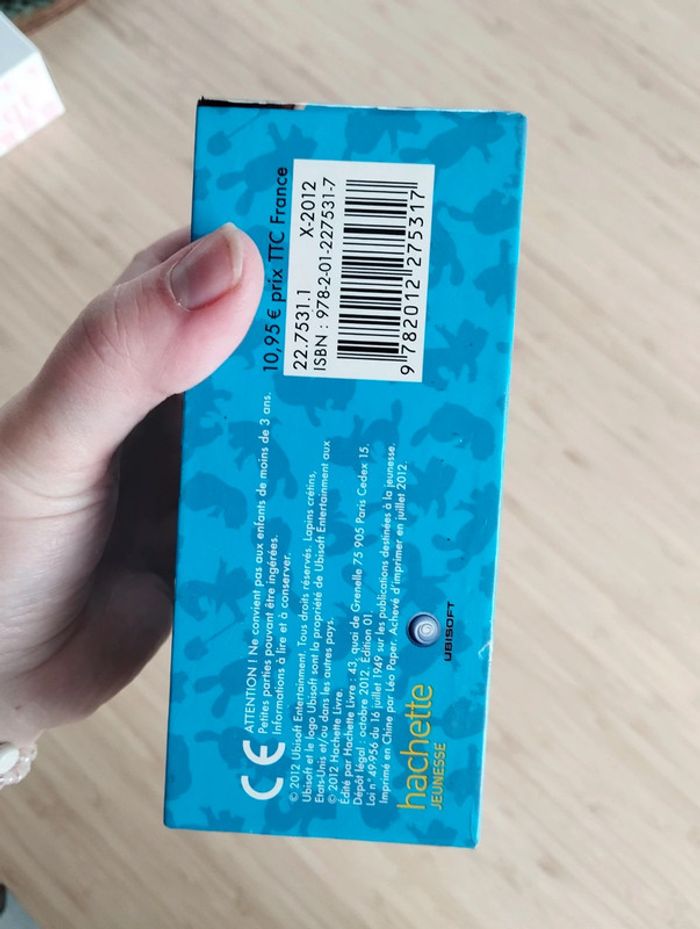 ATTENTION ! Ne convient pas aux enfants de moins de 3 ans.
Petites parties pouvant être ingérées.
Informations à lire et à conserver.
© 2012 Ubisoft Entertainment. Tous droits réservés. Lapins crétins,
Ubisoft et le logo Ubisoft sont la propriété de Ubisoft Entertainment aux
Etats-Unis et/ou dans les autres pays.
© 2012 Hachette Livre.
Édité par Hachette Livre : 43, quai de Grenelle 75 905 Paris Cedex 15.
Dépôt légal : octobre 2012. Édition 01.
Loi n° 49-956 du 16 juillet 1949 sur les publications destinées à la jeunesse.
Imprimé en Chine par Léo Paper. Achevé d'imprimer en juillet 2012.
hachette
JEUNESSE
UBISOFT
10,95 € prix TTC France
22.7531.1 X-2012
ISBN : 978-2-01-227531-7
9 782012 275317